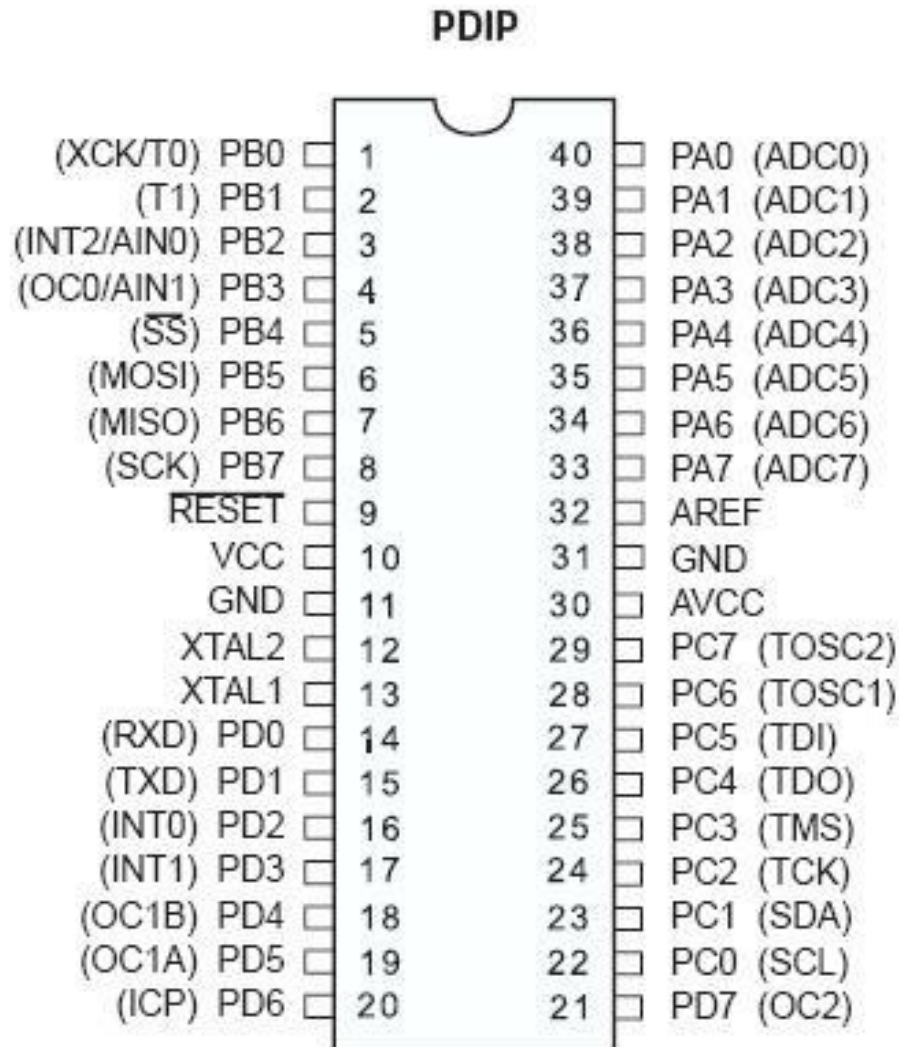 PDIP
(XCK/T0) PB0 1 40 PA0 (ADC0)
(T1) PB1 2 39 PA1 (ADC1)
(INT2/AIN0) PB2 3 38 PA2 (ADC2)
(OC0/AIN1) PB3 4 37 PA3 (ADC3)
(S̅S̅) PB4 5 36 PA4 (ADC4)
(MOSI) PB5 6 35 PA5 (ADC5)
(MISO) PB6 7 34 PA6 (ADC6)
(SCK) PB7 8 33 PA7 (ADC7)
R̅E̅S̅E̅T̅ 9 32 AREF
VCC 10 31 GND
GND 11 30 AVCC
XTAL2 12 29 PC7 (TOSC2)
XTAL1 13 28 PC6 (TOSC1)
(RXD) PD0 14 27 PC5 (TDI)
(TXD) PD1 15 26 PC4 (TDO)
(INT0) PD2 16 25 PC3 (TMS)
(INT1) PD3 17 24 PC2 (TCK)
(OC1B) PD4 18 23 PC1 (SDA)
(OC1A) PD5 19 22 PC0 (SCL)
(ICP) PD6 20 21 PD7 (OC2)